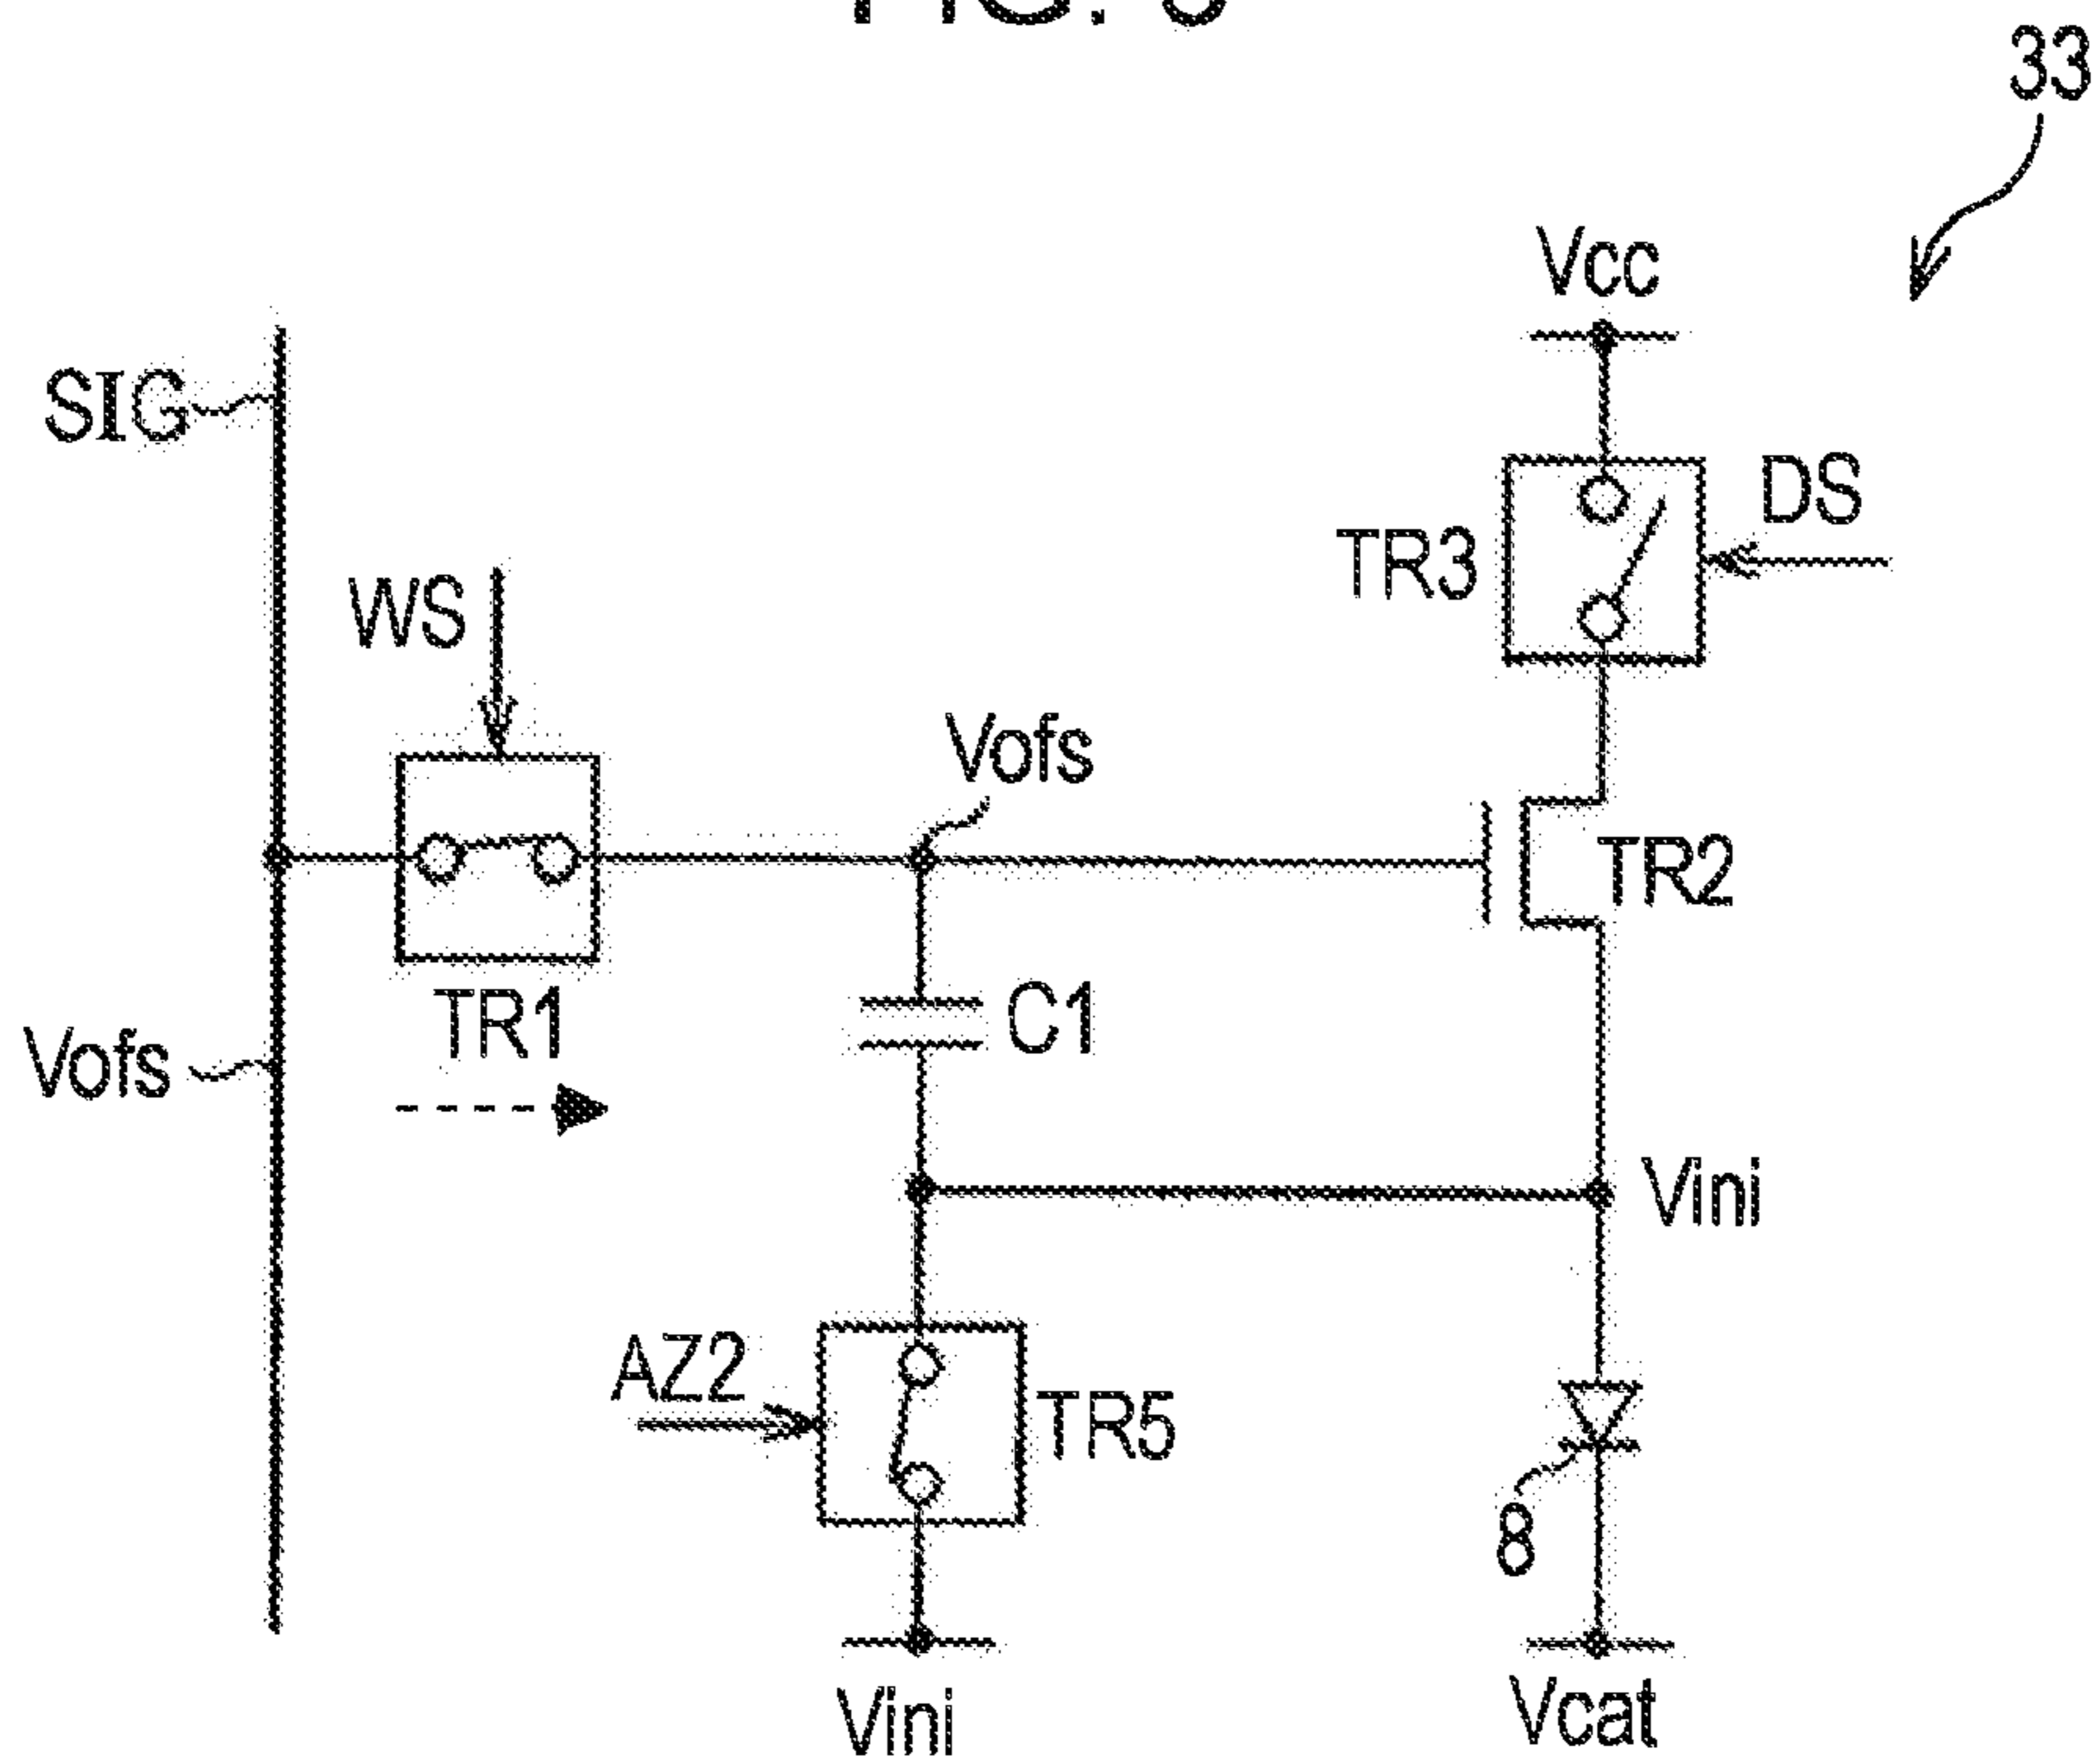 33
Vcc
SIG
DS
TR3
WS
Vofs
TR2
TR1
C1
Vofs
Vini
AZ2
TR5
8
Vini
Vcat